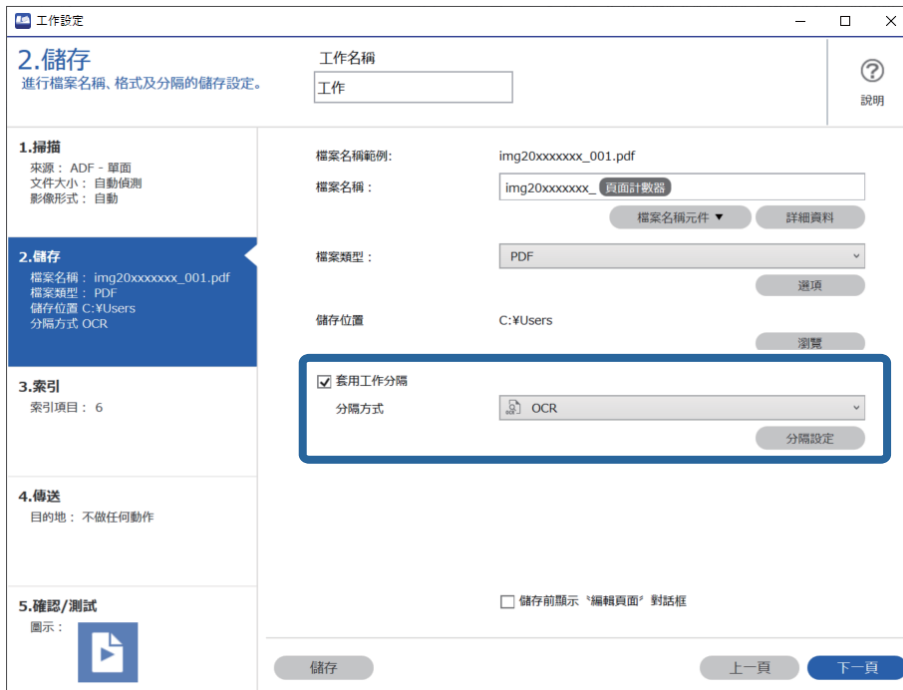 工作設定
2.儲存
進行檔案名稱、格式及分隔的儲存設定。
工作名稱
工作
說明
1.掃描
來源： ADF - 單面
文件大小： 自動偵測
影像形式： 自動
2.儲存
檔案名稱： img20xxxxxxx_001.pdf
檔案類型： PDF
儲存位置 C:¥Users
分隔方式 OCR
3.索引
索引項目： 6
4.傳送
目的地： 不做任何動作
5.確認/測試
圖示：
檔案名稱範例: img20xxxxxxx_001.pdf
檔案名稱： img20xxxxxxx_ 頁面計數器
檔案名稱元件▼ 詳細資料
檔案類型： PDF
選項
儲存位置 C:¥Users
瀏覽
套用工作分隔
分隔方式 OCR
分隔設定
儲存前顯示〝編輯頁面〞對話框
儲存 上一頁 下一頁